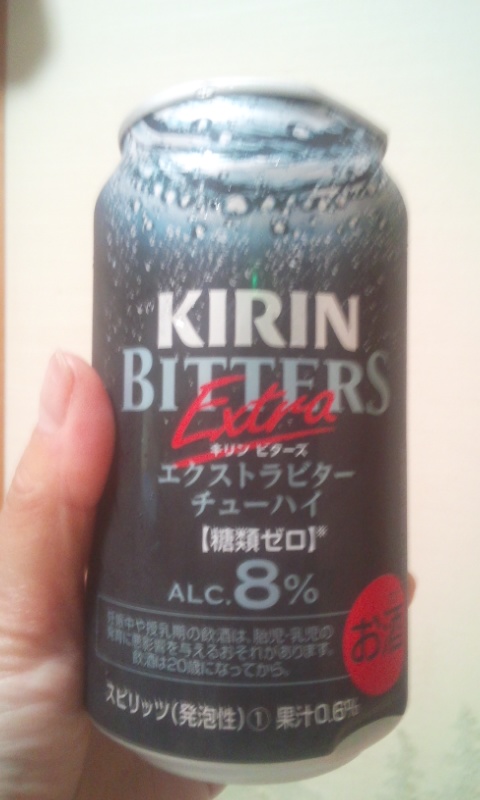 KIRIN
BITTERS
Extra
キリン ビターズ
エクストラビター
チューハイ
【糖類ゼロ】※
ALC.8%
妊娠中や授乳期の飲酒は、胎児・乳児の
発育に悪影響を与えるおそれがあります。
飲酒は20歳になってから。
お酒
スピリッツ(発泡性)① 果汁0.6%